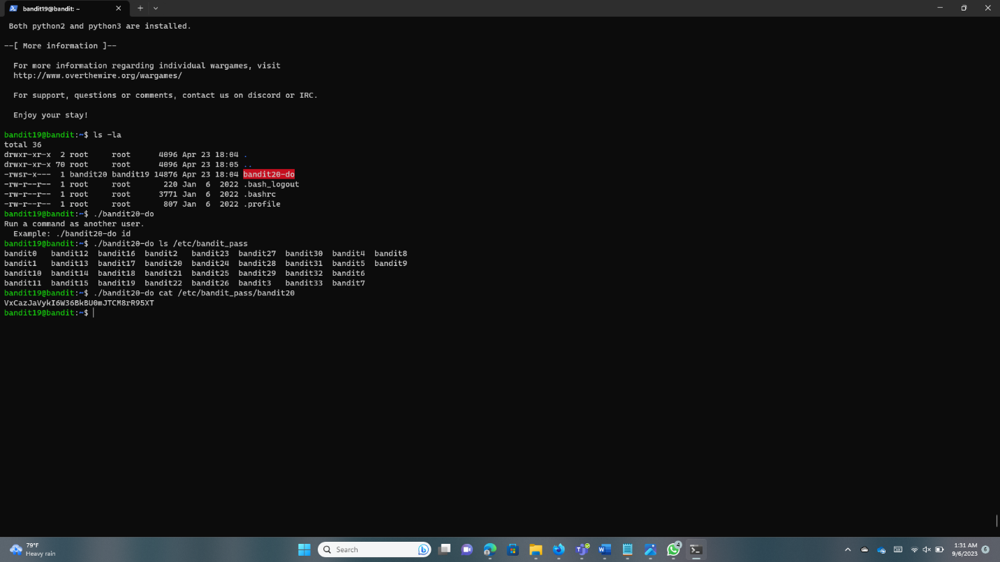 bandit19@bandit: ~
Both python2 and python3 are installed.
--[ More information ]--
For more information regarding individual wargames, visit
http://www.overthewire.org/wargames/
For support, questions or comments, contact us on discord or IRC.
Enjoy your stay!
bandit19@bandit:~$ ls -la
total 36
drwxr-xr-x  2 root     root      4096 Apr 23 18:04 .
drwxr-xr-x 70 root     root      4096 Apr 23 18:05 ..
-rwsr-x---  1 bandit20 bandit19 14876 Apr 23 18:04 bandit20-do
-rw-r--r--  1 root     root       220 Jan  6  2022 .bash_logout
-rw-r--r--  1 root     root      3771 Jan  6  2022 .bashrc
-rw-r--r--  1 root     root       807 Jan  6  2022 .profile
bandit19@bandit:~$ ./bandit20-do
Run a command as another user.
Example: ./bandit20-do id
bandit19@bandit:~$ ./bandit20-do ls /etc/bandit_pass
bandit0   bandit12  bandit16  bandit2   bandit23  bandit27  bandit30  bandit4  bandit8
bandit1   bandit13  bandit17  bandit20  bandit24  bandit28  bandit31  bandit5  bandit9
bandit10  bandit14  bandit18  bandit21  bandit25  bandit29  bandit32  bandit6
bandit11  bandit15  bandit19  bandit22  bandit26  bandit3   bandit33  bandit7
bandit19@bandit:~$ ./bandit20-do cat /etc/bandit_pass/bandit20
VxCazJaVykI6W36BkBU0mJTCM8rR95XT
bandit19@bandit:~$
79°F
Heavy rain
Search
4
1:31 AM
9/6/2023
6